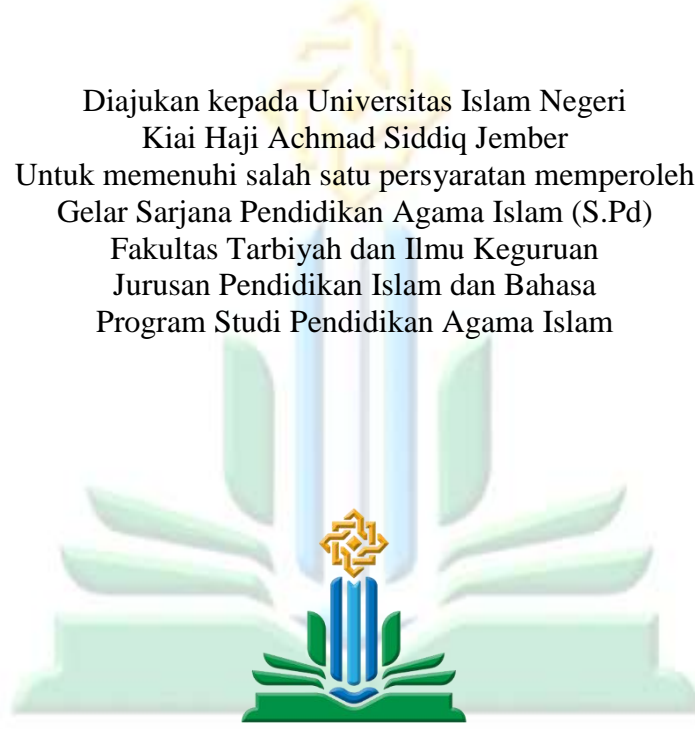 Diajukan kepada Universitas Islam Negeri
Kiai Haji Achmad Siddiq Jember
Untuk memenuhi salah satu persyaratan memperoleh
Gelar Sarjana Pendidikan Agama Islam (S.Pd)
Fakultas Tarbiyah dan Ilmu Keguruan
Jurusan Pendidikan Islam dan Bahasa
Program Studi Pendidikan Agama Islam